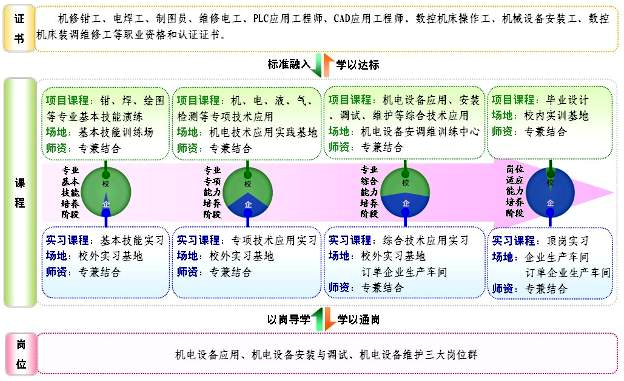 证书
机修钳工、电焊工、制图员、维修电工、PLC应用工程师、CAD应用工程师、数控机床操作工、机械设备安装工、数控
机床装调维修工等职业资格和认证证书。
标准融入 学以达标
课程
项目课程：钳、焊、绘图
等专业基本技能演练
场地：基本技能训练场
师资：专兼结合
项目课程：机、电、液、气、
检测等专项技术应用
场地：机电技术应用实践基地
师资：专兼结合
项目课程：机电设备应用、安装
、调试、维护等综合技术应用
场地：机电设备安调维训练中心
师资：专兼结合
项目课程：毕业设计
场地：校内实训基地
师资：专兼结合
专业
基本
技能
培养
阶段
校
企
专业
专项
能力
培养
阶段
校
企
专业
综合
能力
培养
阶段
校
企
岗位
适应
能力
培养
阶段
校
企
实习课程：基本技能实习
场地：校外实习基地
师资：专兼结合
实习课程：专项技术应用实习
场地：校外实习基地
师资：专兼结合
实习课程：综合技术应用实习
场地：校外实习基地
订单企业生产车间
师资：专兼结合
实习课程：顶岗实习
场地：企业生产车间
订单企业生产车间
师资：专兼结合
以岗导学 学以通岗
岗位
机电设备应用、机电设备安装与调试、机电设备维护三大岗位群